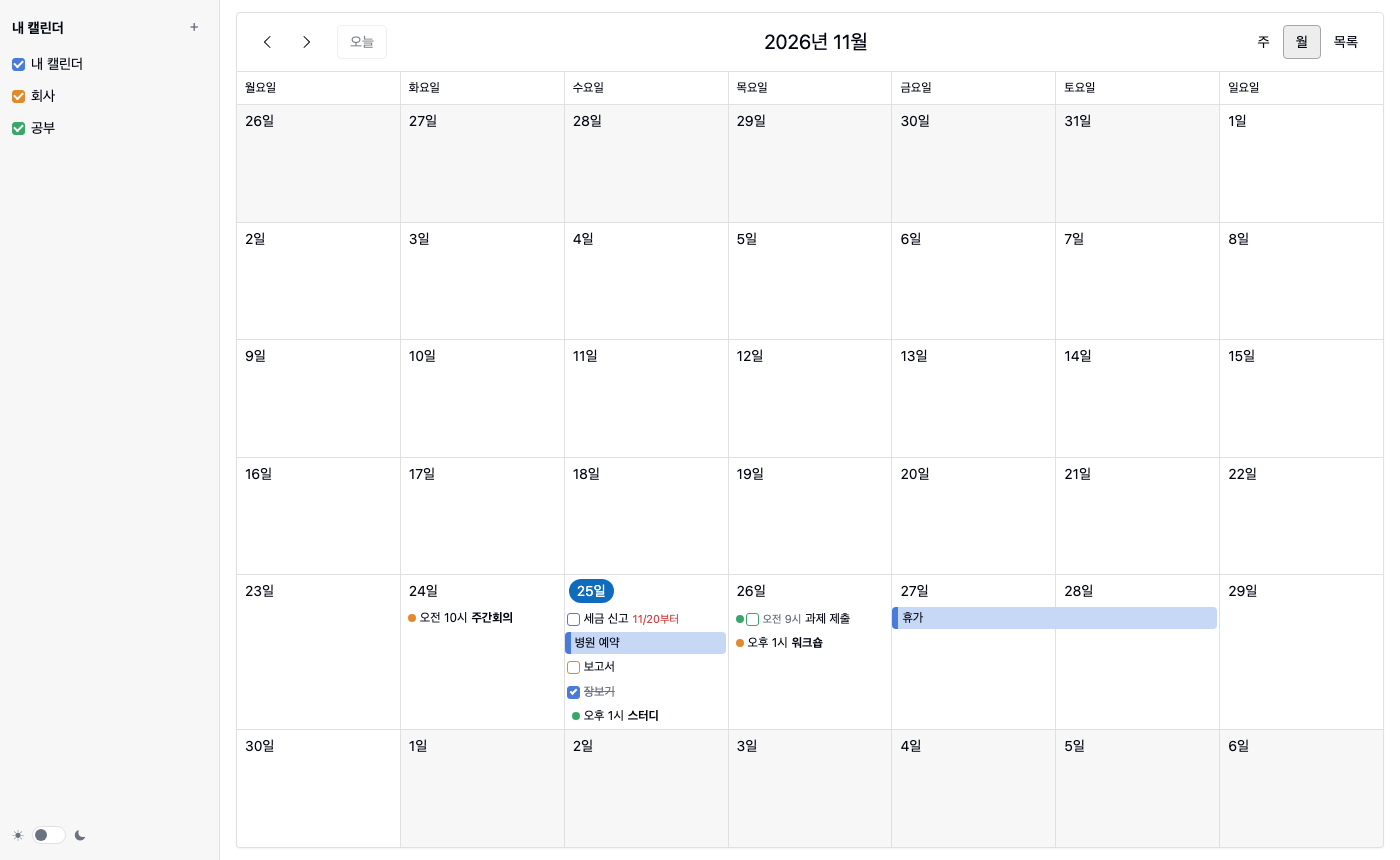 내 캘린더 +
내 캘린더
회사
공부
오늘
2026년 11월
주 월 목록
월요일 화요일 수요일 목요일 금요일 토요일 일요일
26일 27일 28일 29일 30일 31일 1일
2일 3일 4일 5일 6일 7일 8일
9일 10일 11일 12일 13일 14일 15일
16일 17일 18일 19일 20일 21일 22일
23일 24일 25일 26일 27일 28일 29일
오전 10시 주간회의
세금 신고 11/20부터
병원 예약
보고서
장보기
오후 1시 스터디
오전 9시 과제 제출
오후 1시 워크숍
휴가
30일 1일 2일 3일 4일 5일 6일